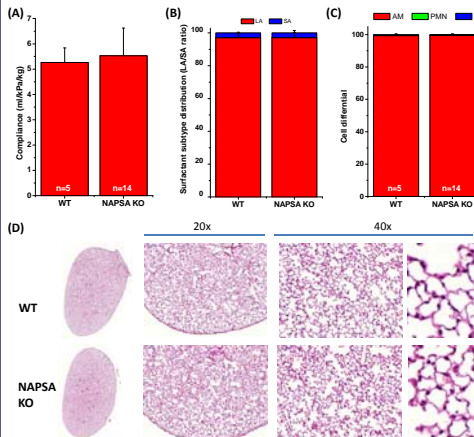 (A)
Compliance (ml/kPa/kg)
7
6
5
4
3
2
1
0
n=5
n=14
WT
NAPSA KO
(B)
LA
SA
Surfactant subtype distribution (LA/SA ratio)
100
80
60
40
20
0
WT
NAPSA KO
(C)
AM
PMN
Cell differntial
100
80
60
40
20
0
n=5
n=14
WT
NAPSA KO
(D)
20x
40x
WT
NAPSA
KO